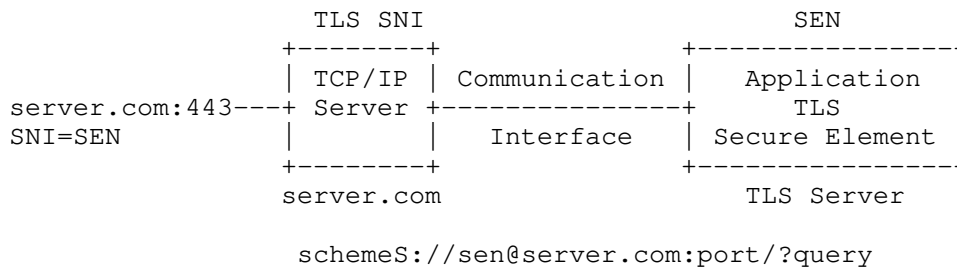 TLS SNI                         SEN
                    +--------+                +-----------------
                    | TCP/IP | Communication  |   Application
server.com:443---+ Server +---------------+       TLS
SNI=SEN             |        |   Interface    | Secure Element
                    +--------+                +-----------------
                    server.com                    TLS Server
schemeS://sen@server.com:port/?query